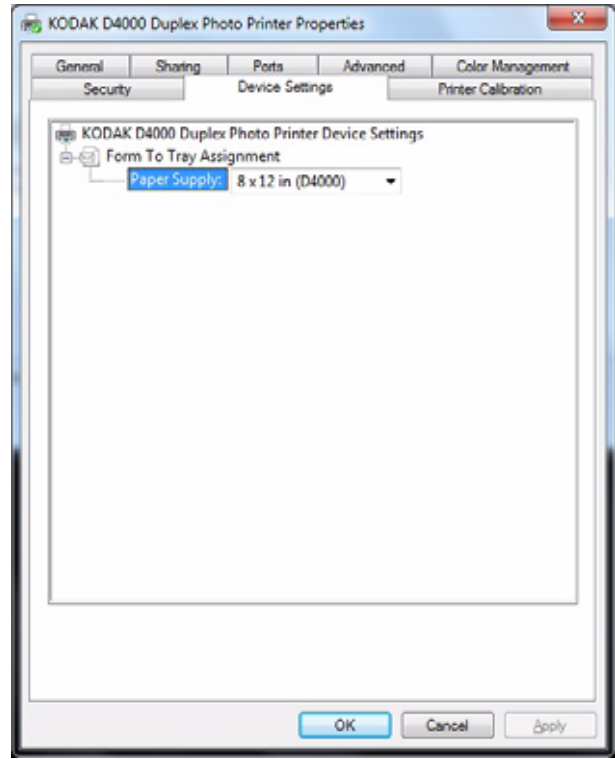 KODAK D4000 Duplex Photo Printer Properties
General Sharing Ports Advanced Color Management
Security Device Settings Printer Calibration
KODAK D4000 Duplex Photo Printer Device Settings
Form To Tray Assignment
Paper Supply: 8 x 12 in (D4000)
OK Cancel Apply